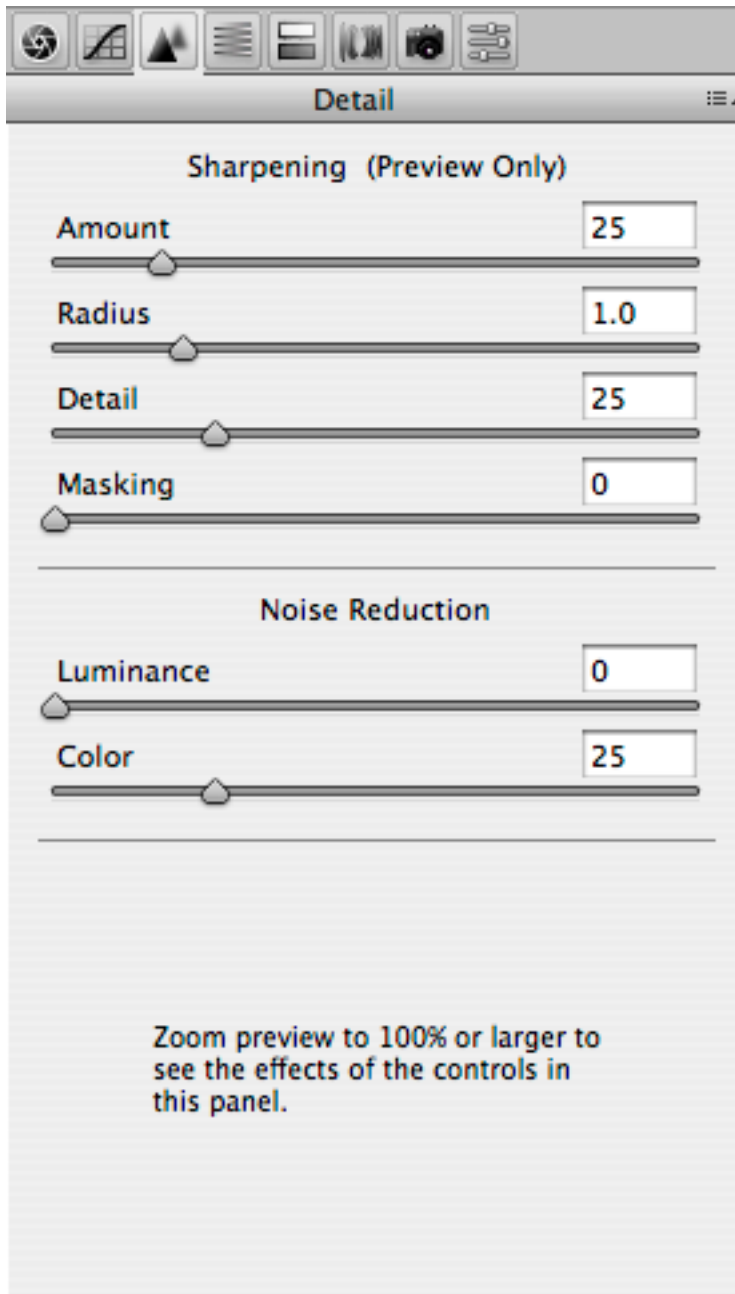 Detail
Sharpening (Preview Only)
Amount 25
Radius 1.0
Detail 25
Masking 0
Noise Reduction
Luminance 0
Color 25
Zoom preview to 100% or larger to
see the effects of the controls in
this panel.